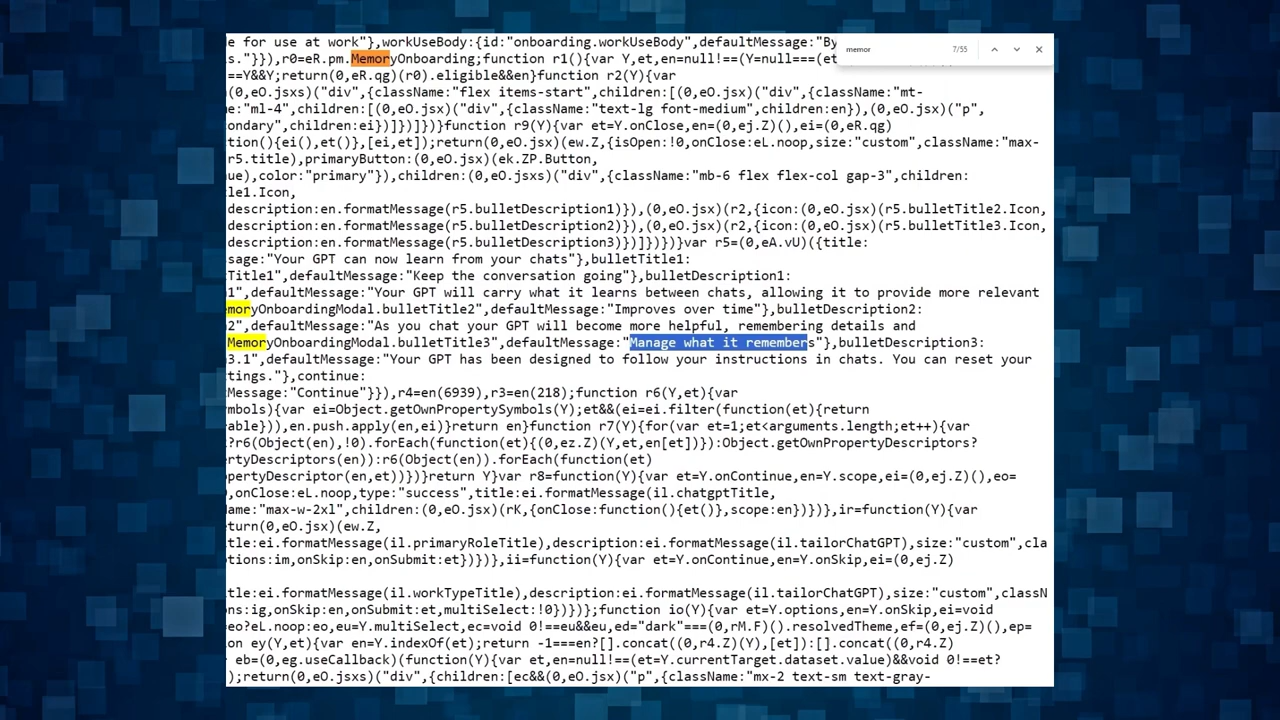 le for use at work"},workUseBody:{id:"onboarding.workUseBody",defaultMessage:"By
memor
7/55
s."}}),r0=eR.pm.MemoryOnboarding;function r1(){var Y,et,en=null!==(Y=null===(et
==Y&&Y;return(0,eR.qg)(r0).eligible&&en}function r2(Y){var
(0,eO.jsxs)("div",{className:"flex items-start",children:[(0,eO.jsx)("div",{className:"mt-
e:"ml-4",children:[(0,eO.jsx)("div",{className:"text-lg font-medium",children:en}),(0,eO.jsx)("p",
ondary",children:ei})]})]})}function r9(Y){var et=Y.onClose,en=(0,ej.Z)(),ei=(0,eR.qg)
tion(){ei(),et()},[ei,et]);return(0,eO.jsx)(ew.Z,{isOpen:!0,onClose:eL.noop,size:"custom",className:"max-
r5.title),primaryButton:(0,eO.jsx)(ek.ZP.Button,
ue),color:"primary"}),children:(0,eO.jsxs)("div",{className:"mb-6 flex flex-col gap-3",children:
le1.Icon,
description:en.formatMessage(r5.bulletDescription1)}),(0,eO.jsx)(r2,{icon:(0,eO.jsx)(r5.bulletTitle2.Icon,
description:en.formatMessage(r5.bulletDescription2)}),(0,eO.jsx)(r2,{icon:(0,eO.jsx)(r5.bulletTitle3.Icon,
description:en.formatMessage(r5.bulletDescription3)})]})})}var r5=(0,eA.vU)({title:
sage:"Your GPT can now learn from your chats"},bulletTitle1:
Title1",defaultMessage:"Keep the conversation going"},bulletDescription1:
1",defaultMessage:"Your GPT will carry what it learns between chats, allowing it to provide more relevant
emoryOnboardingModal.bulletTitle2",defaultMessage:"Improves over time"},bulletDescription2:
2",defaultMessage:"As you chat your GPT will become more helpful, remembering details and
MemoryOnboardingModal.bulletTitle3",defaultMessage:"Manage what it remembers"},bulletDescription3:
3.1",defaultMessage:"Your GPT has been designed to follow your instructions in chats. You can reset your
tings."},continue:
Message:"Continue"}}),r4=en(6939),r3=en(218);function r6(Y,et){var
mbols){var ei=Object.getOwnPropertySymbols(Y);et&&(ei=ei.filter(function(et){return
able})),en.push.apply(en,ei)}return en}function r7(Y){for(var et=1;et<arguments.length;et++){var
?r6(Object(en),!0).forEach(function(et){(0,ez.Z)(Y,et,en[et])}):Object.getOwnPropertyDescriptors?
ertyDescriptors(en)):r6(Object(en)).forEach(function(et)
opertyDescriptor(en,et))})}return Y}var r8=function(Y){var et=Y.onContinue,en=Y.scope,ei=(0,ej.Z)(),eo=
,onClose:eL.noop,type:"success",title:ei.formatMessage(il.chatgptTitle,
Name:"max-w-2xl",children:(0,eO.jsx)(rK,{onClose:function(){et()},scope:en})})},ir=function(Y){var
eturn(0,eO.jsx)(ew.Z,
itle:ei.formatMessage(il.primaryRoleTitle),description:ei.formatMessage(il.tailorChatGPT),size:"custom",cla
ptions:im,onSkip:en,onSubmit:et})})},ii=function(Y){var et=Y.onContinue,en=Y.onSkip,ei=(0,ej.Z)
itle:ei.formatMessage(il.workTypeTitle),description:ei.formatMessage(il.tailorChatGPT),size:"custom",classN
ons:ig,onSkip:en,onSubmit:et,multiSelect:!0})})};function io(Y){var et=Y.options,en=Y.onSkip,ei=void
eo?eL.noop:eo,eu=Y.multiSelect,ec=void 0!==eu&&eu,ed="dark"===(0,rM.F)().resolvedTheme,ef=(0,ej.Z)(),ep=
on ey(Y,et){var en=Y.indexOf(et);return -1===en?[].concat((0,r4.Z)(Y),[et]):[].concat((0,r4.Z)
eb=(0,eg.useCallback)(function(Y){var et,en=null!==(et=Y.currentTarget.dataset.value)&&void 0!==et?
);return(0,eO.jsxs)("div",{children:[ec&&(0,eO.jsx)("p",{className:"mx-2 text-sm text-gray-